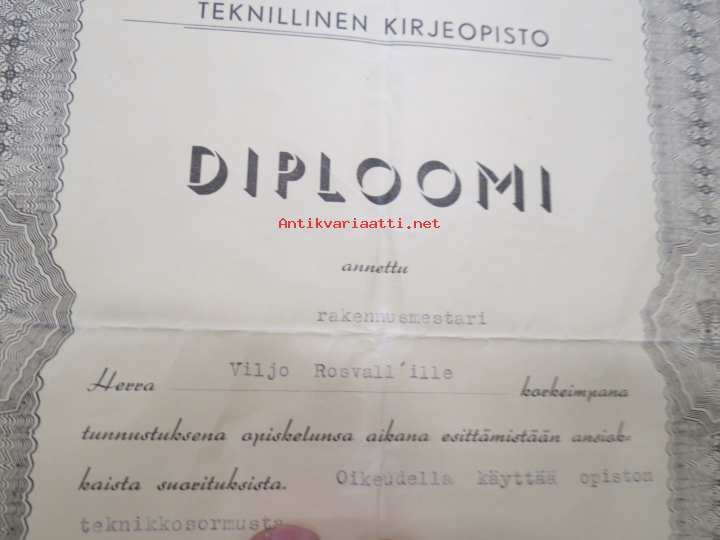 TEKNILLINEN KIRJEOPISTO
DIPLOOMI
Antikvariaatti.net
annettu
rakennusmestari
Herra Viljo Rosvall'ille korkeimpana
tunnustuksena opiskelunsa aikana esittämistään ansiok-
kaista suorituksista. Oikeudella käyttää opiston
teknikkosormusta